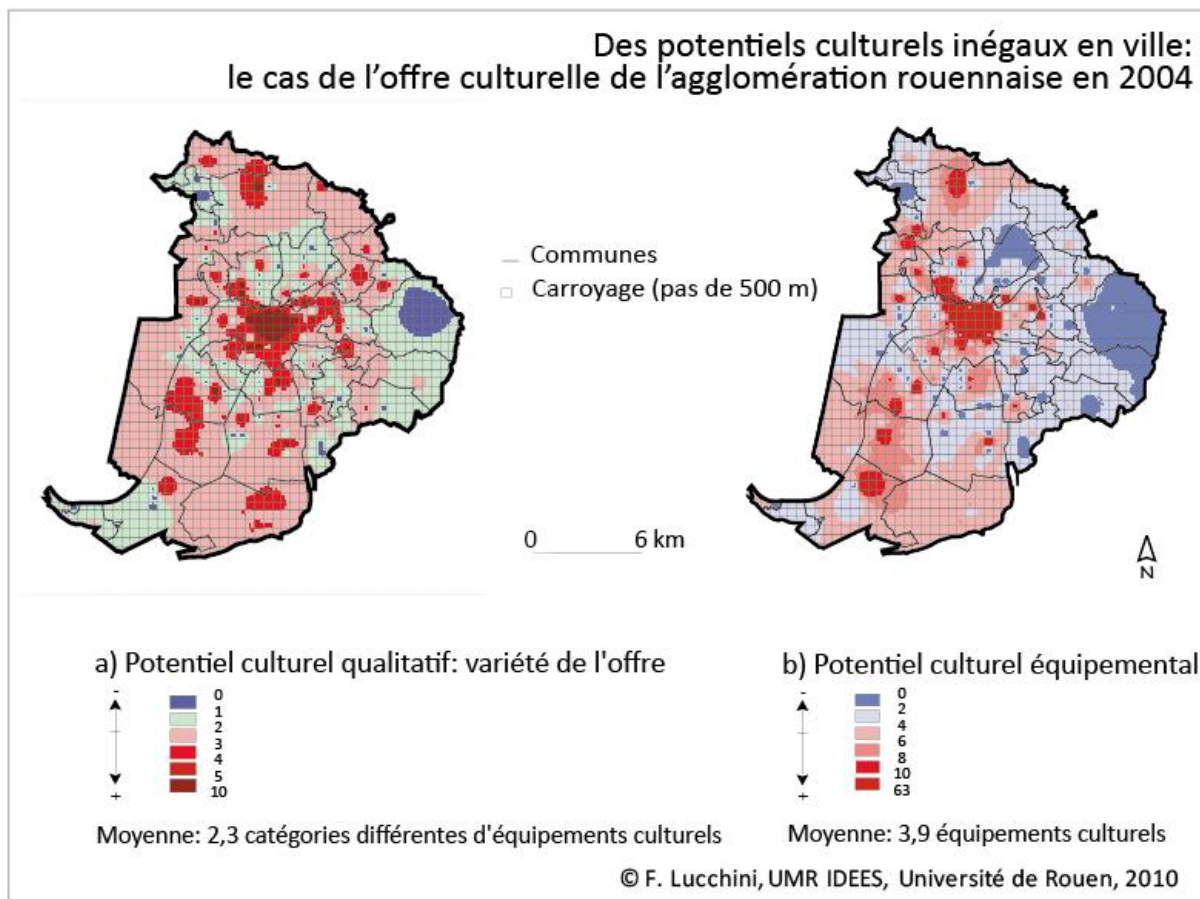 Des potentiels culturels inégaux en ville:
le cas de l'offre culturelle de l'agglomération rouennaise en 2004
Communes
Carroyage (pas de 500 m)
0 6 km
N
a) Potentiel culturel qualitatif: variété de l'offre
-
0
1
2
3
4
5
10
+
Moyenne: 2,3 catégories différentes d'équipements culturels
b) Potentiel culturel équipemental
-
0
2
4
6
8
10
63
+
Moyenne: 3,9 équipements culturels
© F. Lucchini, UMR IDEES, Université de Rouen, 2010